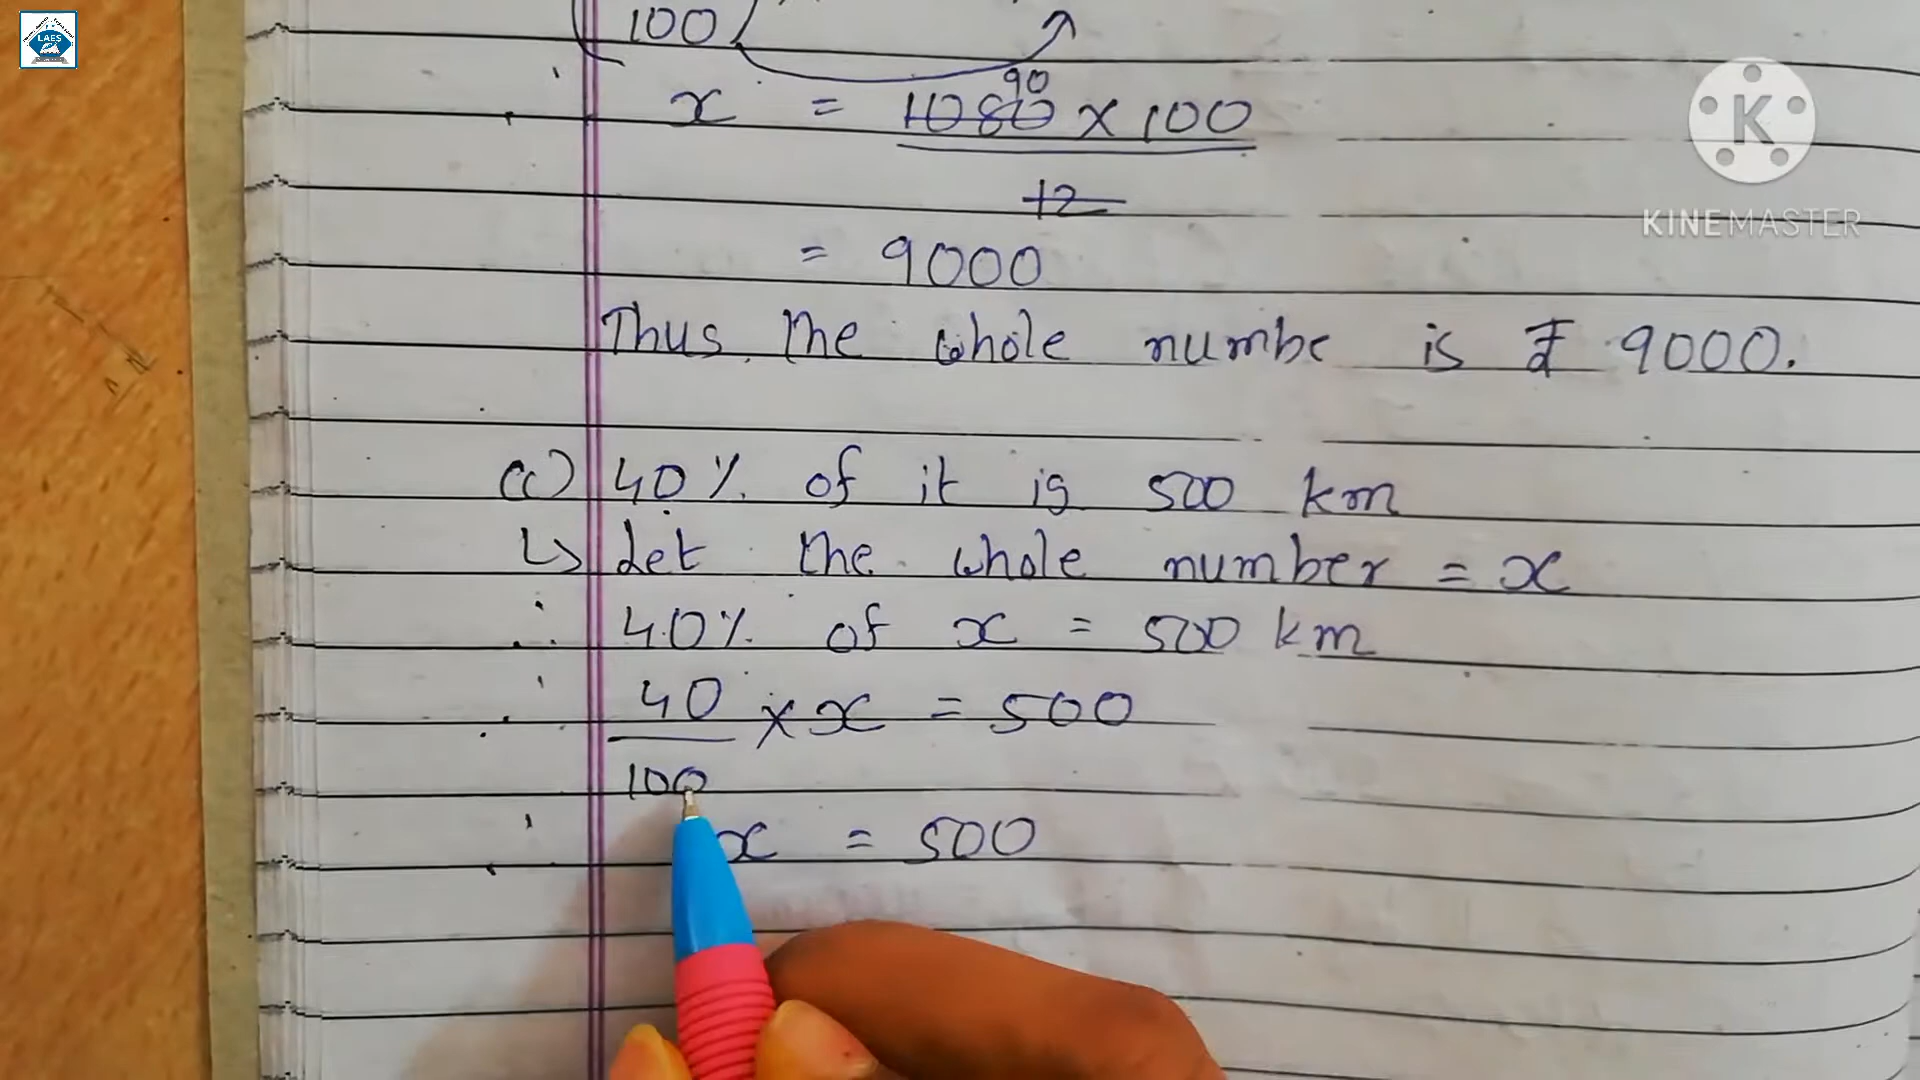 LAES
100
90
x = 1080 x 100
12
= 9000
Thus the whole numbe is ₹ 9000.
(c) 40% of it is 500 km
↳ Let the whole number = x
∴ 40% of x = 500 km
∴ 40 × x = 500
100
∴ x = 500
K
KINEMASTER